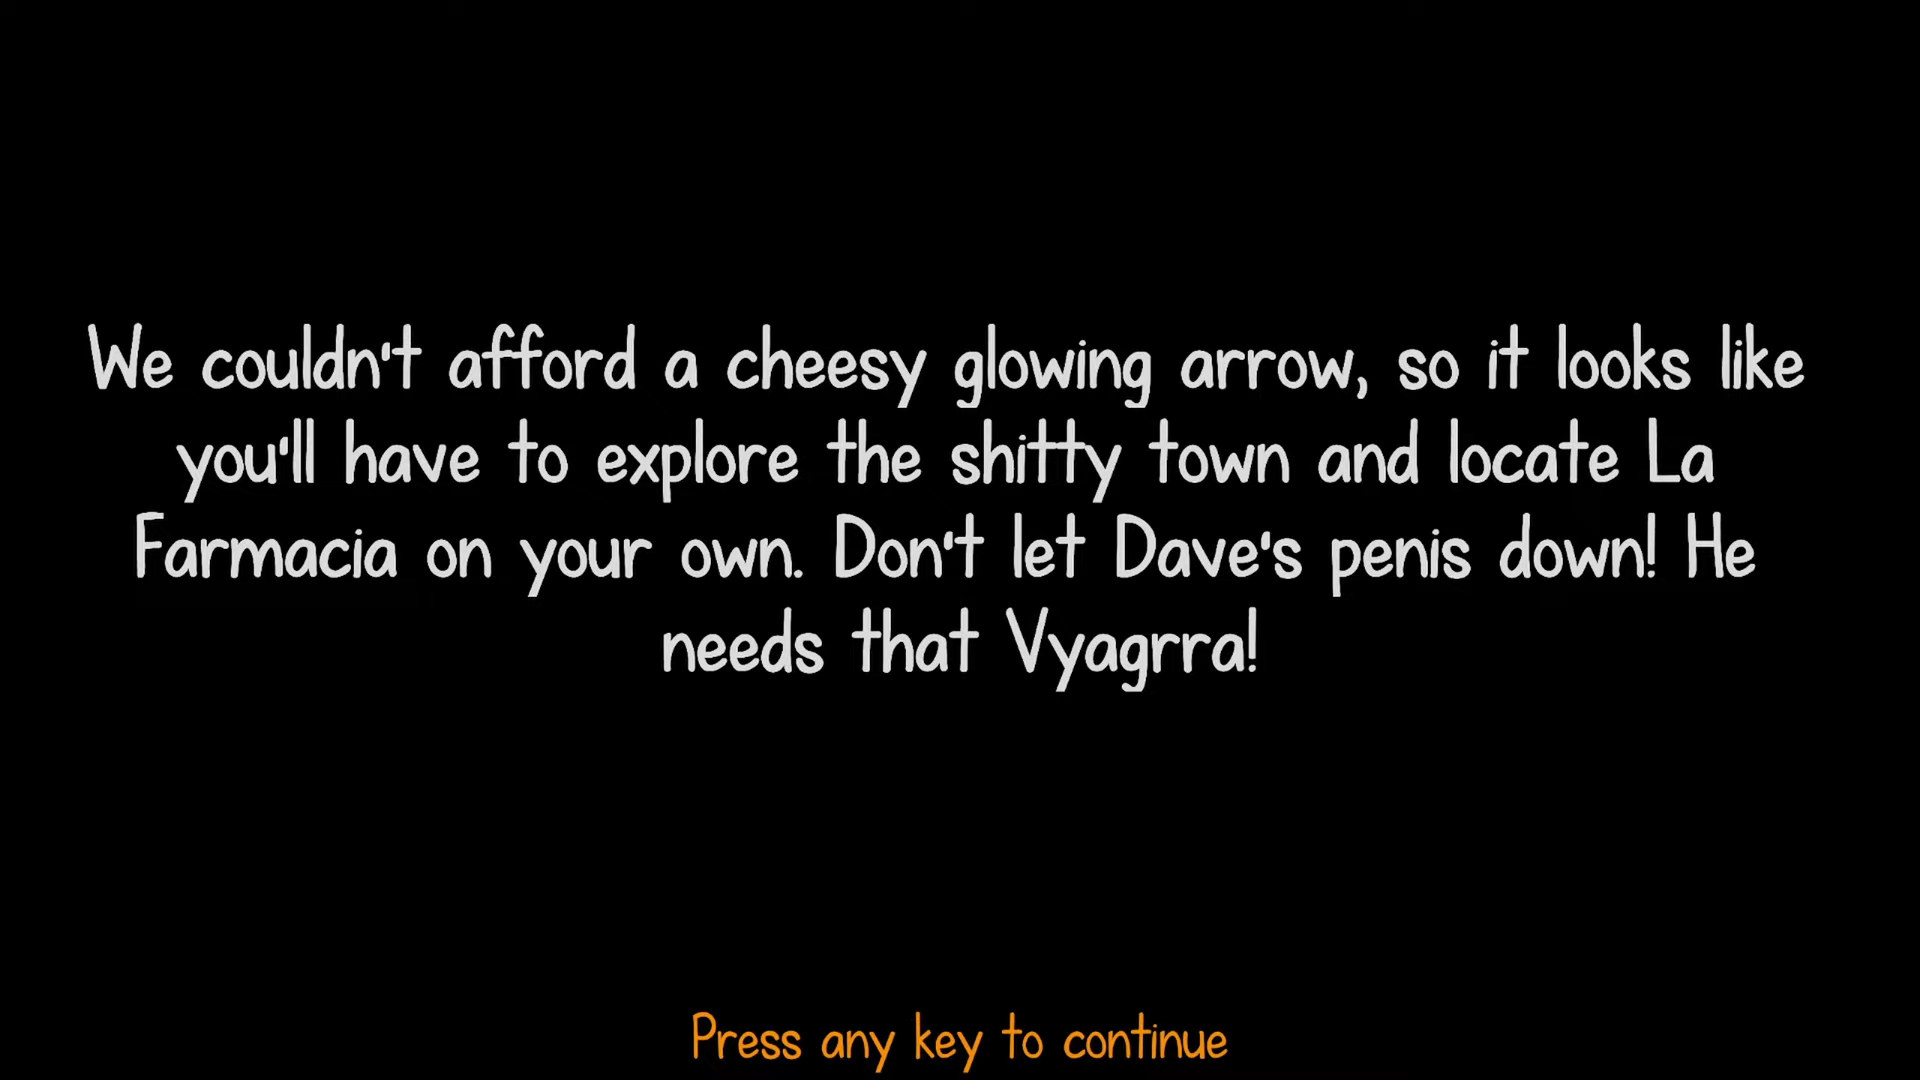 We couldn't afford a cheesy glowing arrow, so it looks like
you'll have to explore the shitty town and locate La
Farmacia on your own. Don't let Dave's penis down! He
needs that Vyagrra!
Press any key to continue